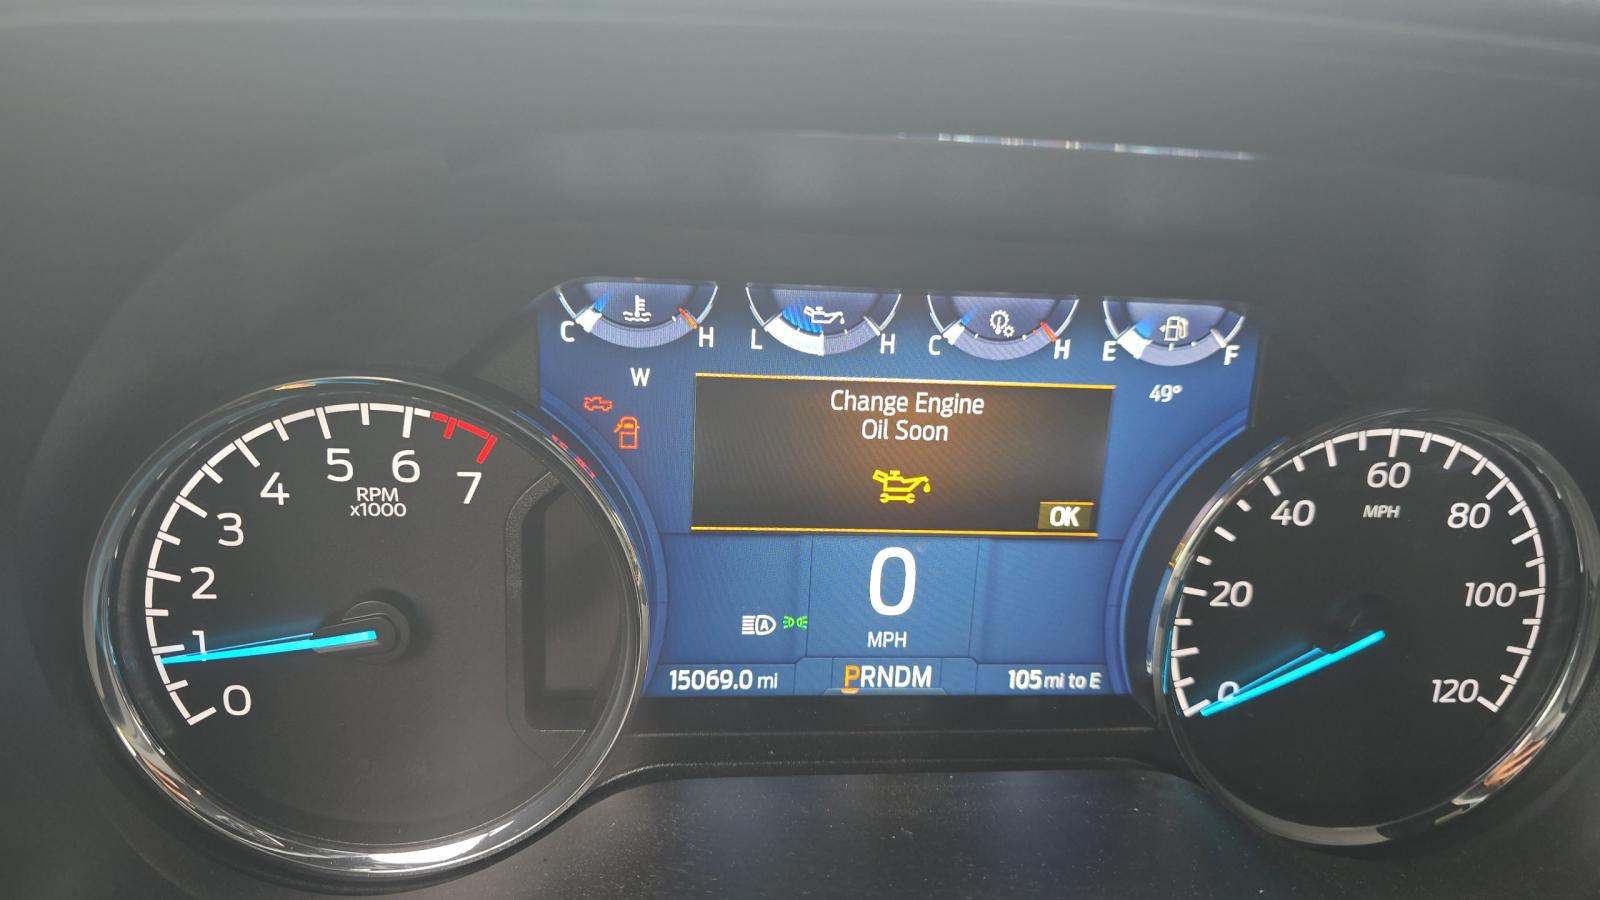 C H
L H
C H
E F
W
49°
Change Engine
Oil Soon
OK
0
1
2
3
4
5
6
7
RPM
x1000
0
MPH
A
15069.0 mi
PRNDM
105 mi to E
0
20
40
60
80
100
120
MPH